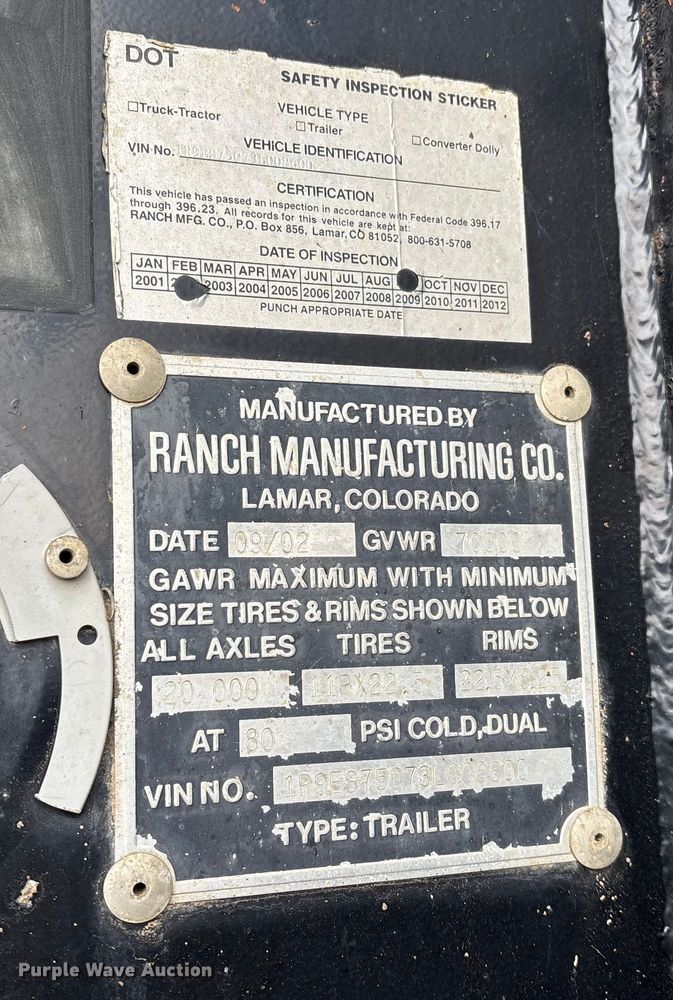 DOT
SAFETY INSPECTION STICKER
VEHICLE TYPE
☐Truck-Tractor ☐Trailer ☐Converter Dolly
VEHICLE IDENTIFICATION
VIN No.
CERTIFICATION
This vehicle has passed an inspection in accordance with Federal Code 396.17
through 396.23. All records for this vehicle are kept at:
RANCH MFG. CO., P.O. Box 856, Lamar, CO 81052, 800-631-5708
DATE OF INSPECTION
JAN FEB MAR APR MAY JUN JUL AUG OCT NOV DEC
2001 2003 2004 2005 2006 2007 2008 2009 2010 2011 2012
PUNCH APPROPRIATE DATE
MANUFACTURED BY
RANCH MANUFACTURING CO.
LAMAR, COLORADO
DATE 09/02 GVWR
GAWR MAXIMUM WITH MINIMUM
SIZE TIRES & RIMS SHOWN BELOW
ALL AXLES TIRES RIMS
20 000 11RX22.5
AT 80 PSI COLD, DUAL
VIN NO.
TYPE: TRAILER
Purple Wave Auction